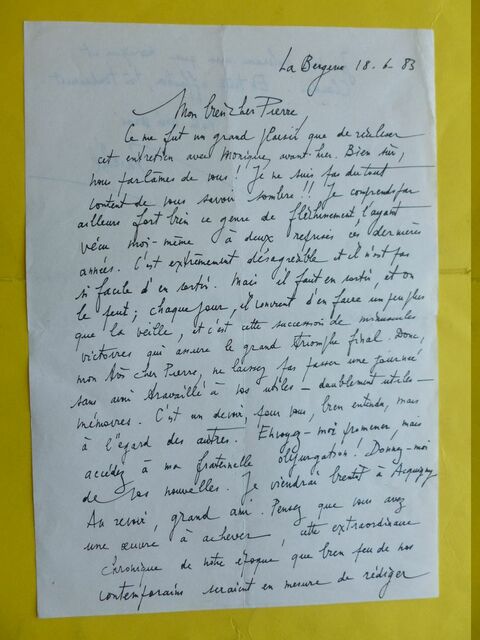 La Bergerie 18.6.83
Mon bien cher Pierre,
Ce me fut un grand plaisir que de réaliser
cet entretien avec Monique, avant-hier. Bien sûr,
nous parlâmes de vous ! Je ne suis pas du tout
content de vous savoir sombre !! Je comprends par
ailleurs fort bien ce genre de fléchissement, l'ayant
vécu moi-même à deux reprises ces dernières
années. C'est extrêmement désagréable et il n'est pas
si facile d'en sortir. Mais il faut en sortir, et on
le peut ; chaque jour, il convient d'en faire un peu plus
que la veille, et c'est cette succession de minuscules
victoires qui assure le grand triomphe final. Donc,
mon très cher Pierre, ne laissez pas passer une journée
sans avoir travaillé à vos utiles - doublement utiles -
mémoires. C'est un devoir, pour vous, bien entendu, mais
à l'égard des autres. Envoyez-moi promener, mais
accédez à ma fraternelle objurgation ! Donnez-moi
de vos nouvelles. Je viendrai bientôt à Acquigny
Au revoir, grand ami. Pensez que vous avez
une œuvre à achever, cette extraordinaire
chronique de notre époque que bien peu de nos
contemporains seraient en mesure de rédiger